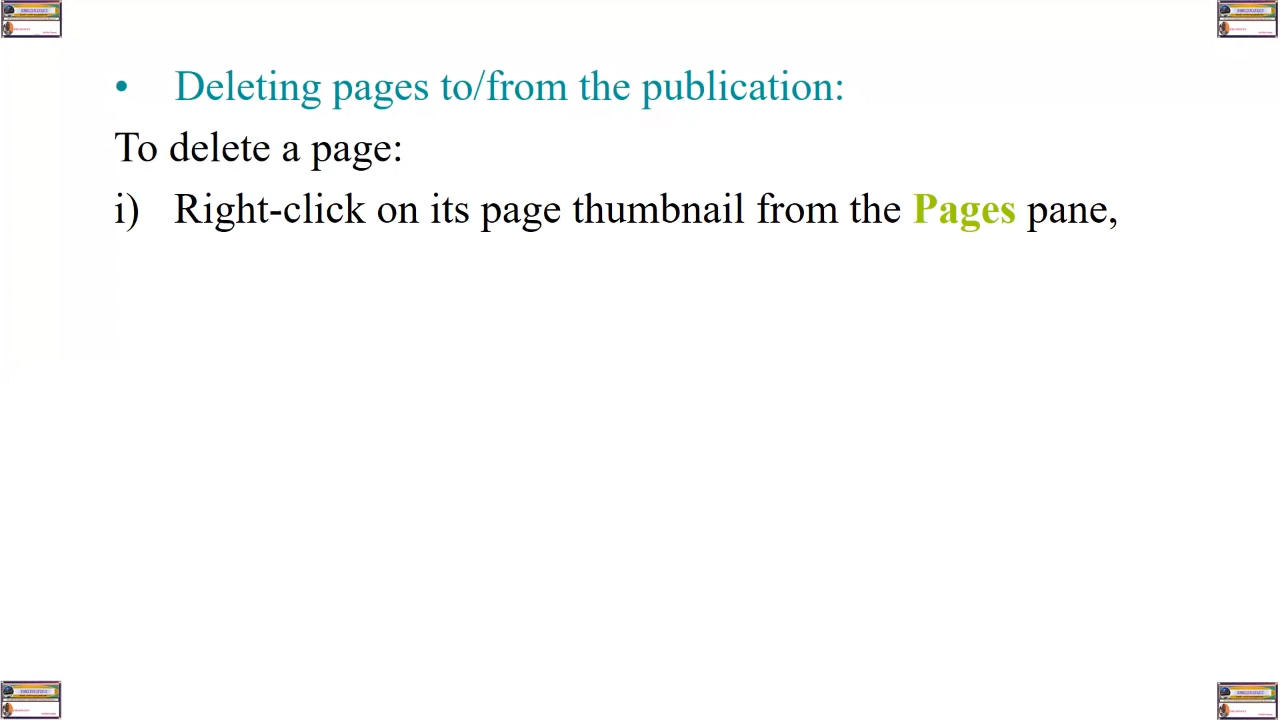 • Deleting pages to/from the publication:
To delete a page:
i) Right-click on its page thumbnail from the Pages pane,